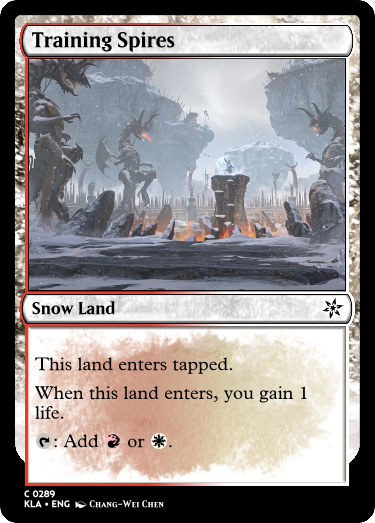 Training Spires
Snow Land
This land enters tapped.
When this land enters, you gain 1
life.
: Add or .
C 0289
KLA • ENG Chang-Wei Chen